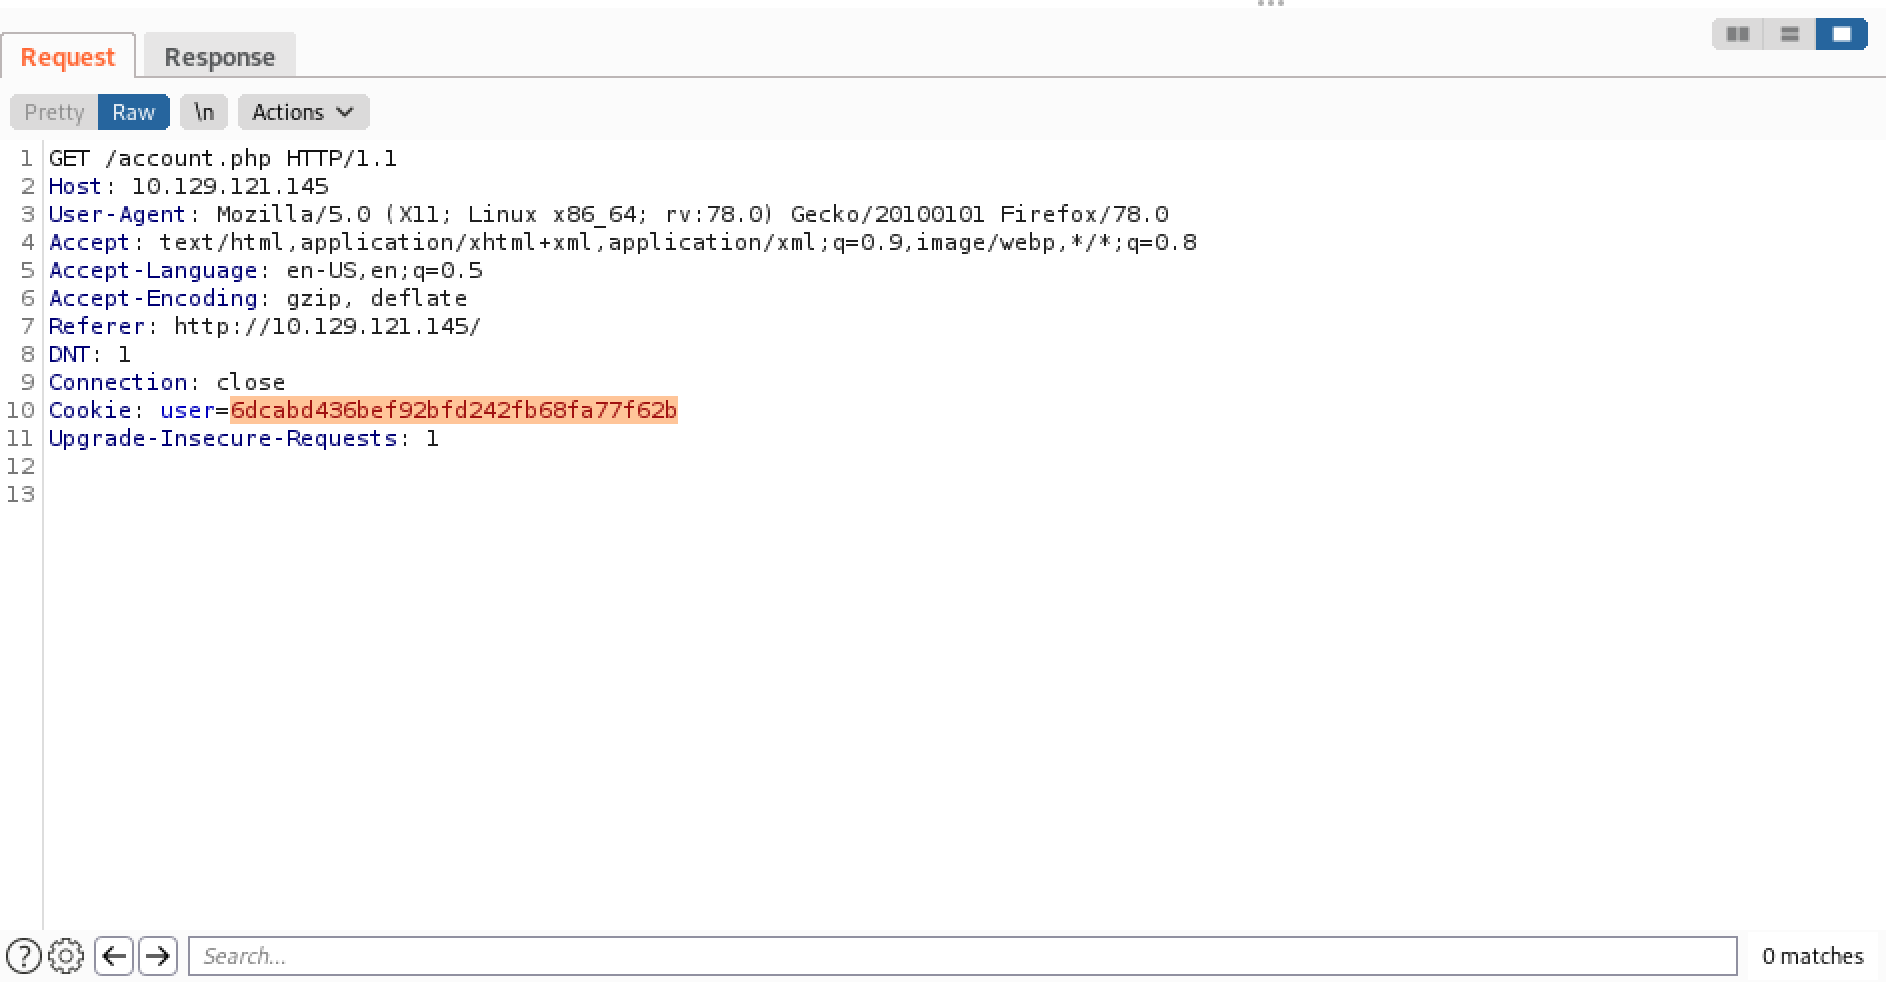 Request Response
Pretty Raw \n Actions
1 GET /account.php HTTP/1.1
2 Host: 10.129.121.145
3 User-Agent: Mozilla/5.0 (X11; Linux x86_64; rv:78.0) Gecko/20100101 Firefox/78.0
4 Accept: text/html,application/xhtml+xml,application/xml;q=0.9,image/webp,*/*;q=0.8
5 Accept-Language: en-US,en;q=0.5
6 Accept-Encoding: gzip, deflate
7 Referer: http://10.129.121.145/
8 DNT: 1
9 Connection: close
10 Cookie: user=6dcabd436bef92bfd242fb68fa77f62b
11 Upgrade-Insecure-Requests: 1
12
13
? Search... 0 matches